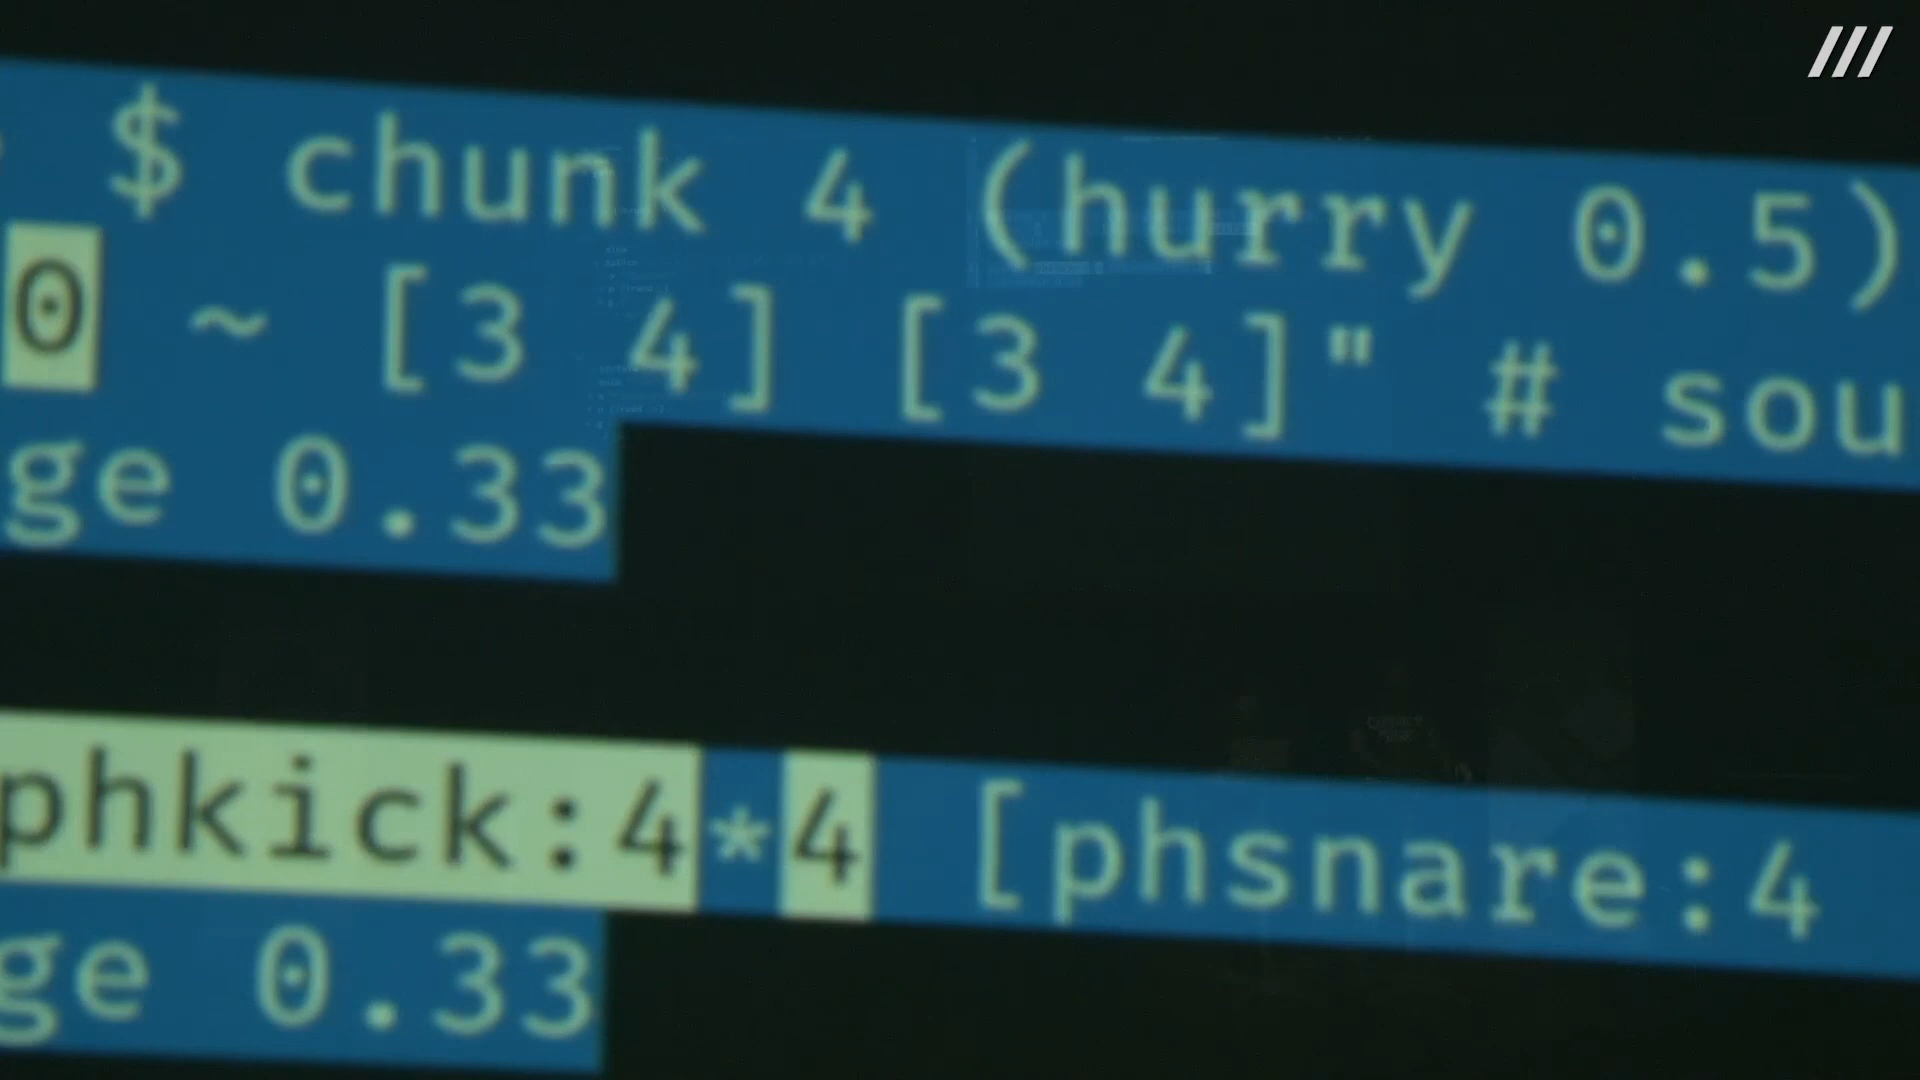 $ chunk 4 (hurry 0.5)
0 ~ [3 4] [3 4]" # sou
ge 0.33
phkick:4*4 [phsnare:4
ge 0.33